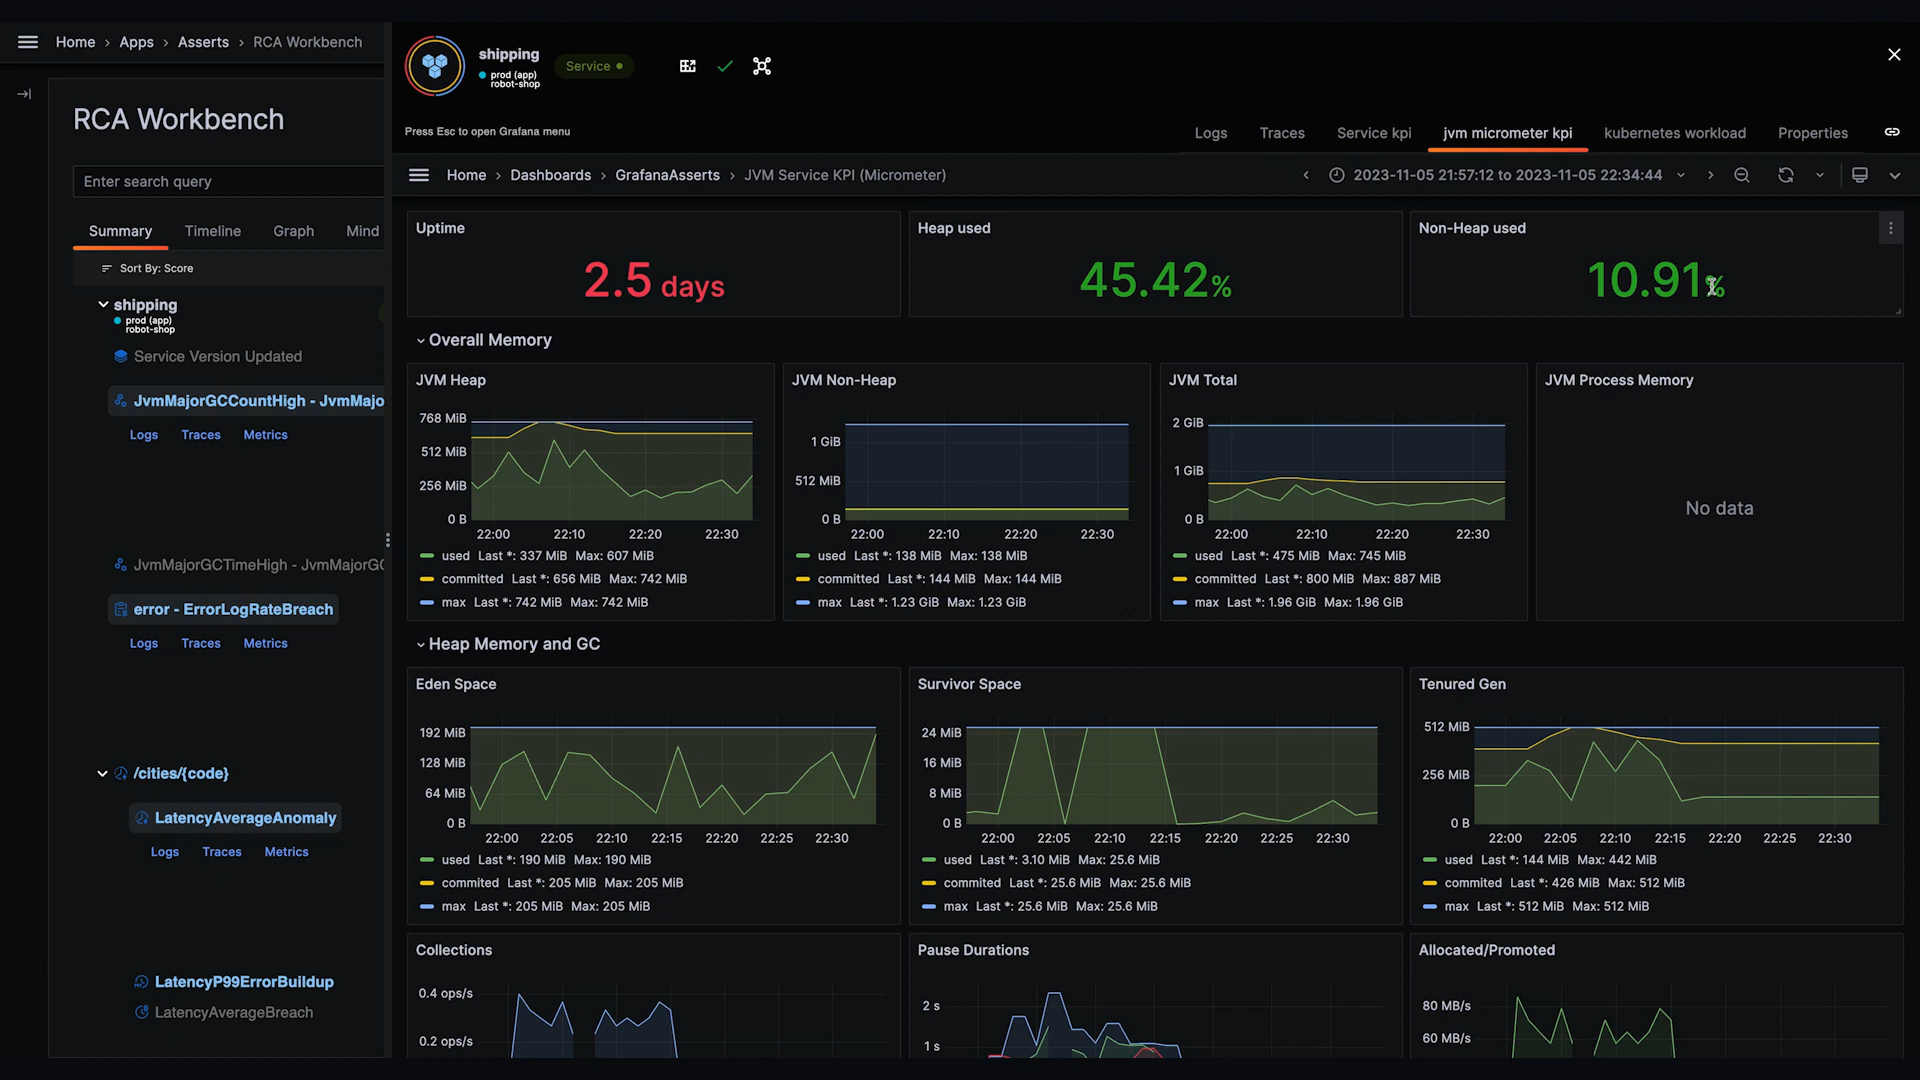 Home › Apps › Asserts › RCA Workbench
RCA Workbench
Enter search query
Summary Timeline Graph Mind
Sort By: Score
shipping
prod (app)
robot-shop
Service Version Updated
JvmMajorGCCountHigh - JvmMajo
Logs Traces Metrics
JvmMajorGCTimeHigh - JvmMajorGC
error - ErrorLogRateBreach
Logs Traces Metrics
/cities/{code}
LatencyAverageAnomaly
Logs Traces Metrics
LatencyP99ErrorBuildup
LatencyAverageBreach
shipping
prod (app)
robot-shop
Service
Press Esc to open Grafana menu
Logs Traces Service kpi jvm micrometer kpi kubernetes workload Properties
Home › Dashboards › GrafanaAsserts › JVM Service KPI (Micrometer)
2023-11-05 21:57:12 to 2023-11-05 22:34:44
Uptime
2.5 days
Heap used
45.42%
Non-Heap used
10.91%
Overall Memory
JVM Heap
768 MiB
512 MiB
256 MiB
0 B
22:00 22:10 22:20 22:30
used Last *: 337 MiB Max: 607 MiB
committed Last *: 656 MiB Max: 742 MiB
max Last *: 742 MiB Max: 742 MiB
JVM Non-Heap
1 GiB
512 MiB
0 B
22:00 22:10 22:20 22:30
used Last *: 138 MiB Max: 138 MiB
committed Last *: 144 MiB Max: 144 MiB
max Last *: 1.23 GiB Max: 1.23 GiB
JVM Total
2 GiB
1 GiB
0 B
22:00 22:10 22:20 22:30
used Last *: 475 MiB Max: 745 MiB
committed Last *: 800 MiB Max: 887 MiB
max Last *: 1.96 GiB Max: 1.96 GiB
JVM Process Memory
No data
Heap Memory and GC
Eden Space
192 MiB
128 MiB
64 MiB
0 B
22:00 22:05 22:10 22:15 22:20 22:25 22:30
used Last *: 190 MiB Max: 190 MiB
commited Last *: 205 MiB Max: 205 MiB
max Last *: 205 MiB Max: 205 MiB
Survivor Space
24 MiB
16 MiB
8 MiB
0 B
22:00 22:05 22:10 22:15 22:20 22:25 22:30
used Last *: 3.10 MiB Max: 25.6 MiB
commited Last *: 25.6 MiB Max: 25.6 MiB
max Last *: 25.6 MiB Max: 25.6 MiB
Tenured Gen
512 MiB
256 MiB
0 B
22:00 22:05 22:10 22:15 22:20 22:25 22:30
used Last *: 144 MiB Max: 442 MiB
commited Last *: 426 MiB Max: 512 MiB
max Last *: 512 MiB Max: 512 MiB
Collections
0.4 ops/s
0.2 ops/s
Pause Durations
2 s
1 s
Allocated/Promoted
80 MB/s
60 MB/s